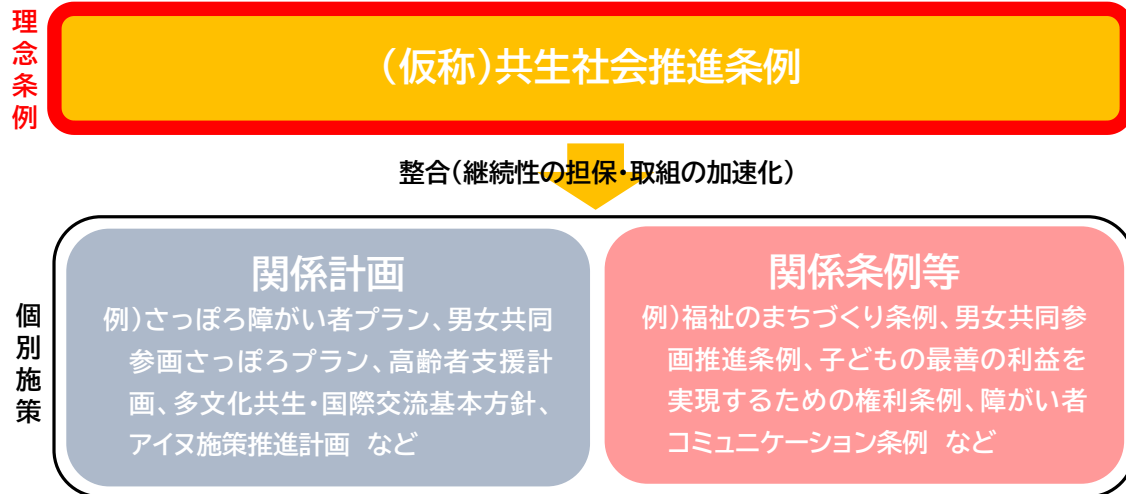 理念条例
(仮称)共生社会推進条例
整合(継続性の担保・取組の加速化)
個別施策
関係計画
例)さっぽろ障がい者プラン、男女共同
参画さっぽろプラン、高齢者支援計
画、多文化共生・国際交流基本方針、
アイヌ施策推進計画 など
関係条例等
例)福祉のまちづくり条例、男女共同参
画推進条例、子どもの最善の利益を
実現するための権利条例、障がい者
コミュニケーション条例 など